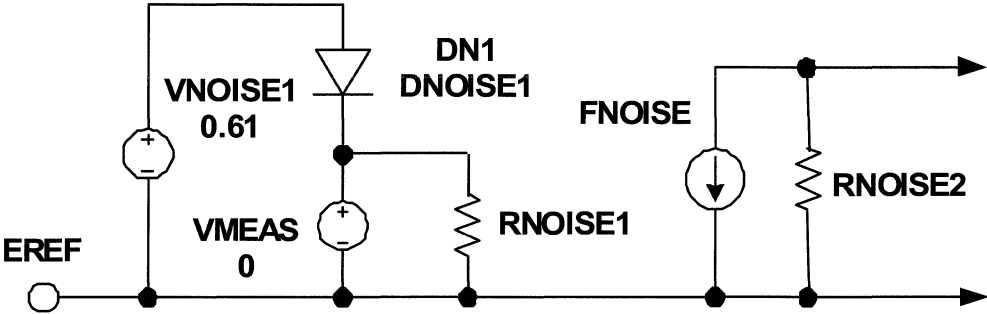 DN1
DNOISE1
VNOISE1
0.61
+
−
FNOISE
RNOISE2
VMEAS
0
+
−
RNOISE1
EREF